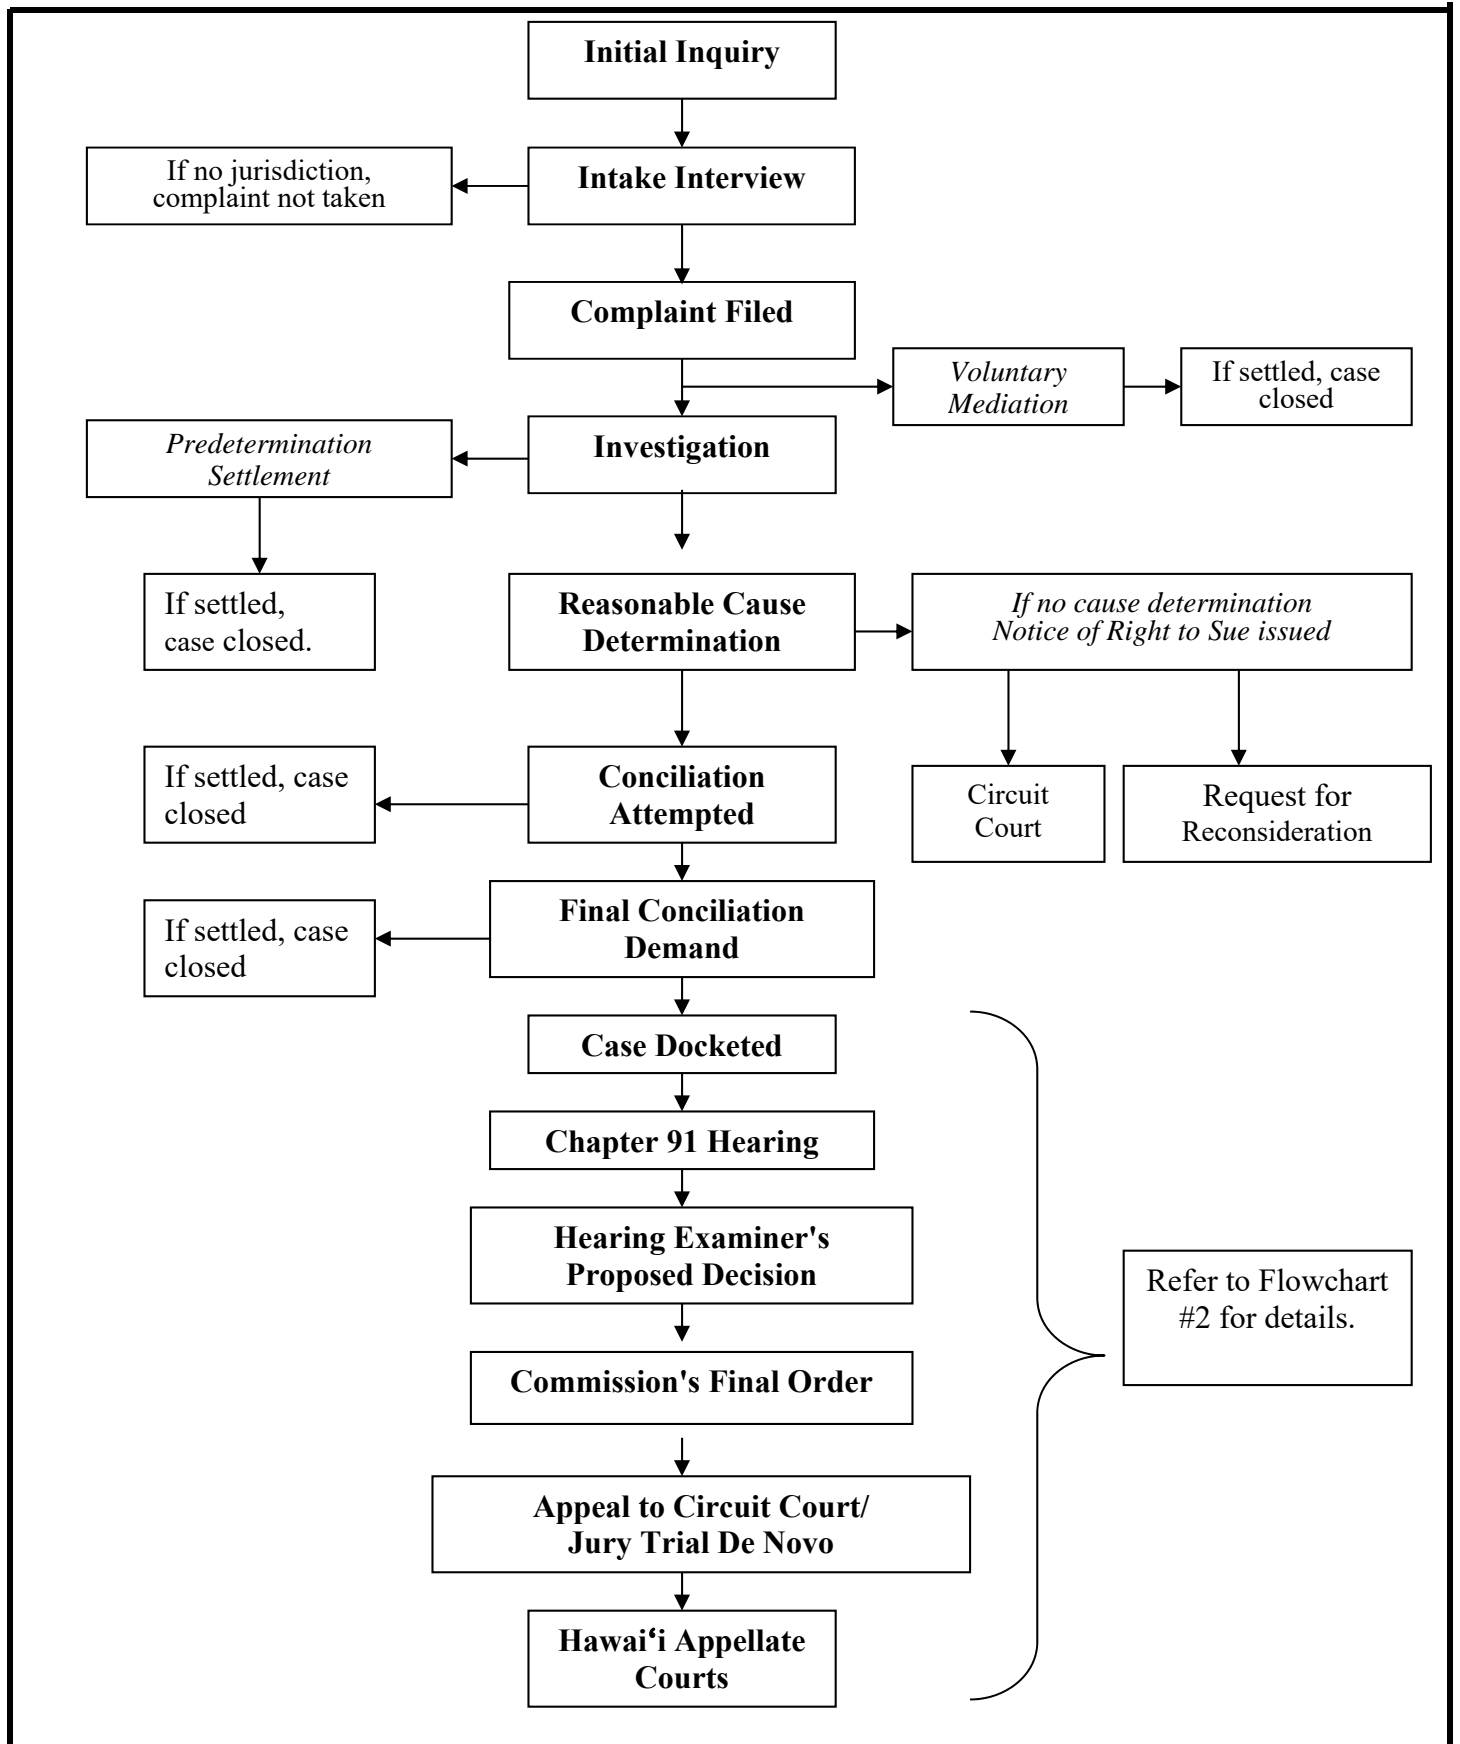 Initial Inquiry
If no jurisdiction,
complaint not taken
Intake Interview
Complaint Filed
Voluntary
Mediation
If settled, case
closed
Predetermination
Settlement
Investigation
If settled,
case closed.
Reasonable Cause
Determination
If no cause determination
Notice of Right to Sue issued
If settled, case
closed
Conciliation
Attempted
Circuit
Court
Request for
Reconsideration
If settled, case
closed
Final Conciliation
Demand
Case Docketed
Chapter 91 Hearing
Hearing Examiner's
Proposed Decision
Refer to Flowchart
#2 for details.
Commission's Final Order
Appeal to Circuit Court/
Jury Trial De Novo
Hawaiʻi Appellate
Courts